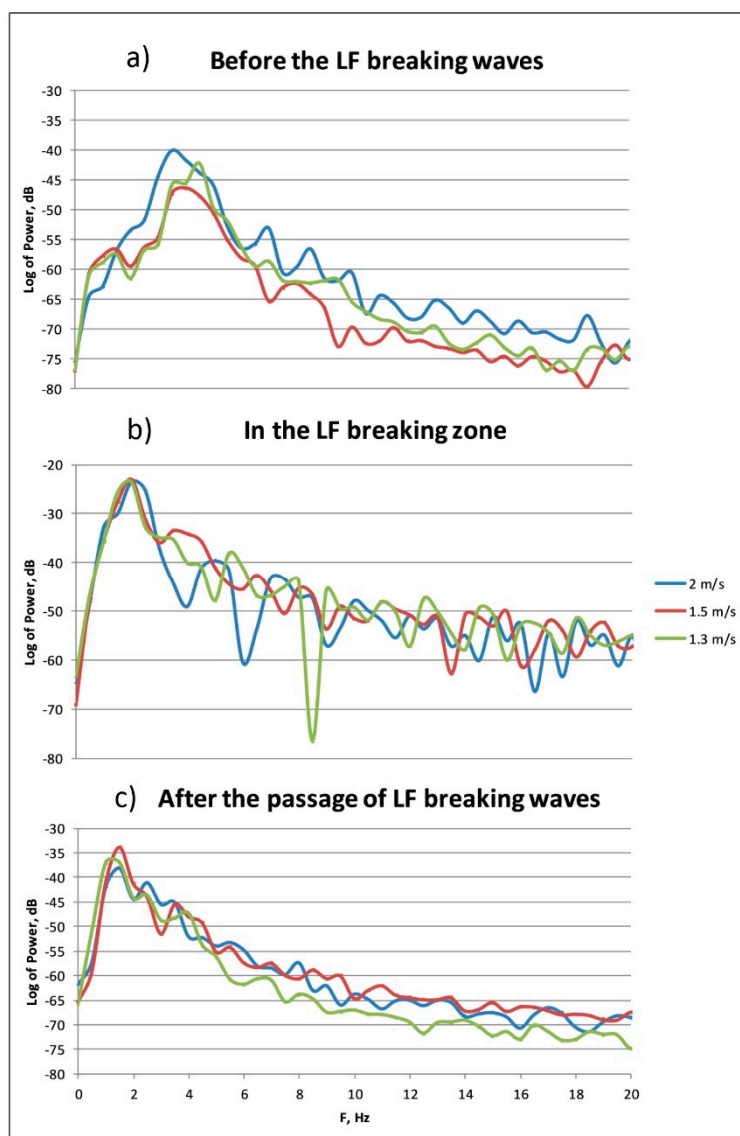 a) Before the LF breaking waves
-30
-35
-40
-45
-50
-55
-60
-65
-70
-75
-80
Log of Power, dB
b) In the LF breaking zone
-20
-30
-40
-50
-60
-70
-80
Log of Power, dB
2 m/s
1.5 m/s
1.3 m/s
c) After the passage of LF breaking waves
-30
-35
-40
-45
-50
-55
-60
-65
-70
-75
-80
Log of Power, dB
0 2 4 6 8 10 12 14 16 18 20
F, Hz